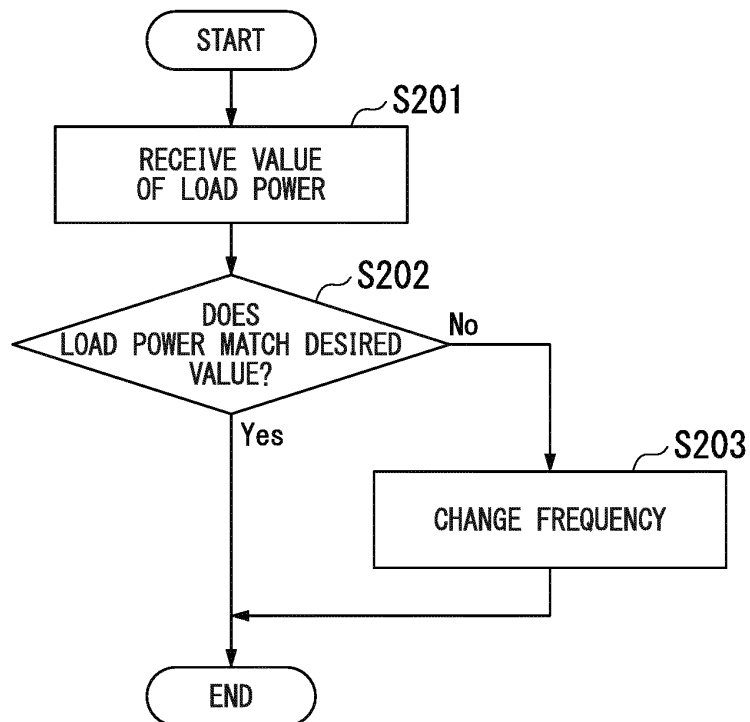 START
S201
RECEIVE VALUE
OF LOAD POWER
S202
DOES
LOAD POWER MATCH DESIRED
VALUE?
No
Yes
S203
CHANGE FREQUENCY
END